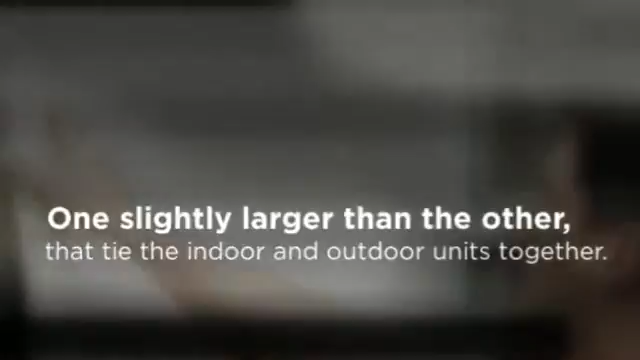 One slightly larger than the other,
that tie the indoor and outdoor units together.